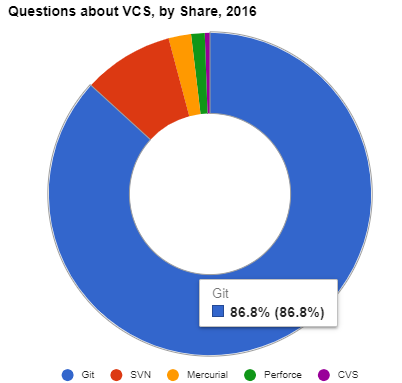 Questions about VCS, by Share, 2016
Git
86.8% (86.8%)
Git SVN Mercurial Perforce CVS